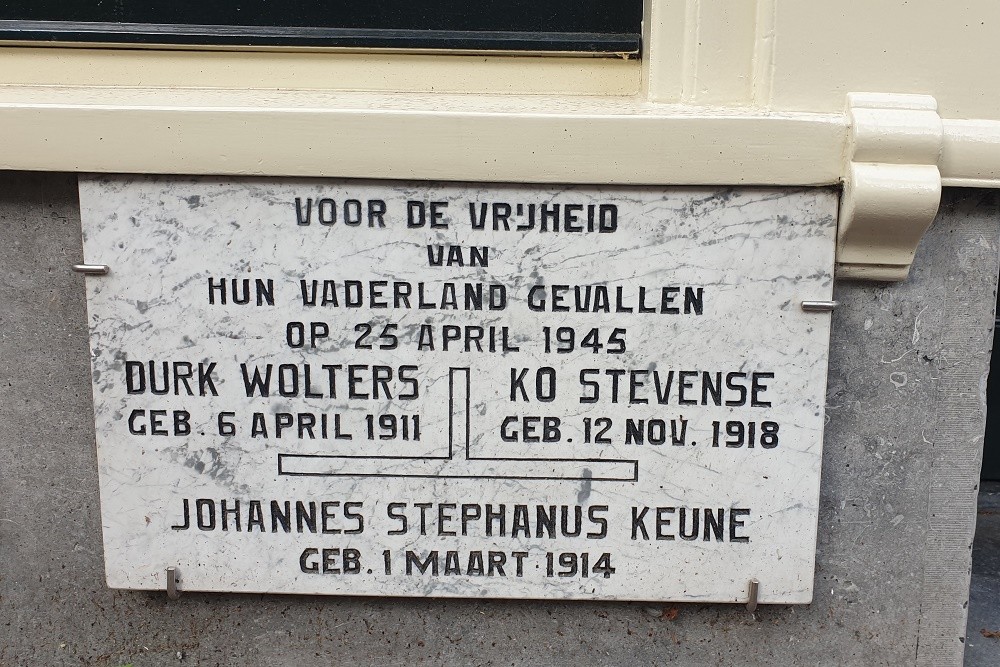 VOOR DE VRIJHEID
VAN
HUN VADERLAND GEVALLEN
OP 25 APRIL 1945
DURK WOLTERS
GEB. 6 APRIL 1911
KO STEVENSE
GEB. 12 NOV. 1918
JOHANNES STEPHANUS KEUNE
GEB. 1 MAART 1914